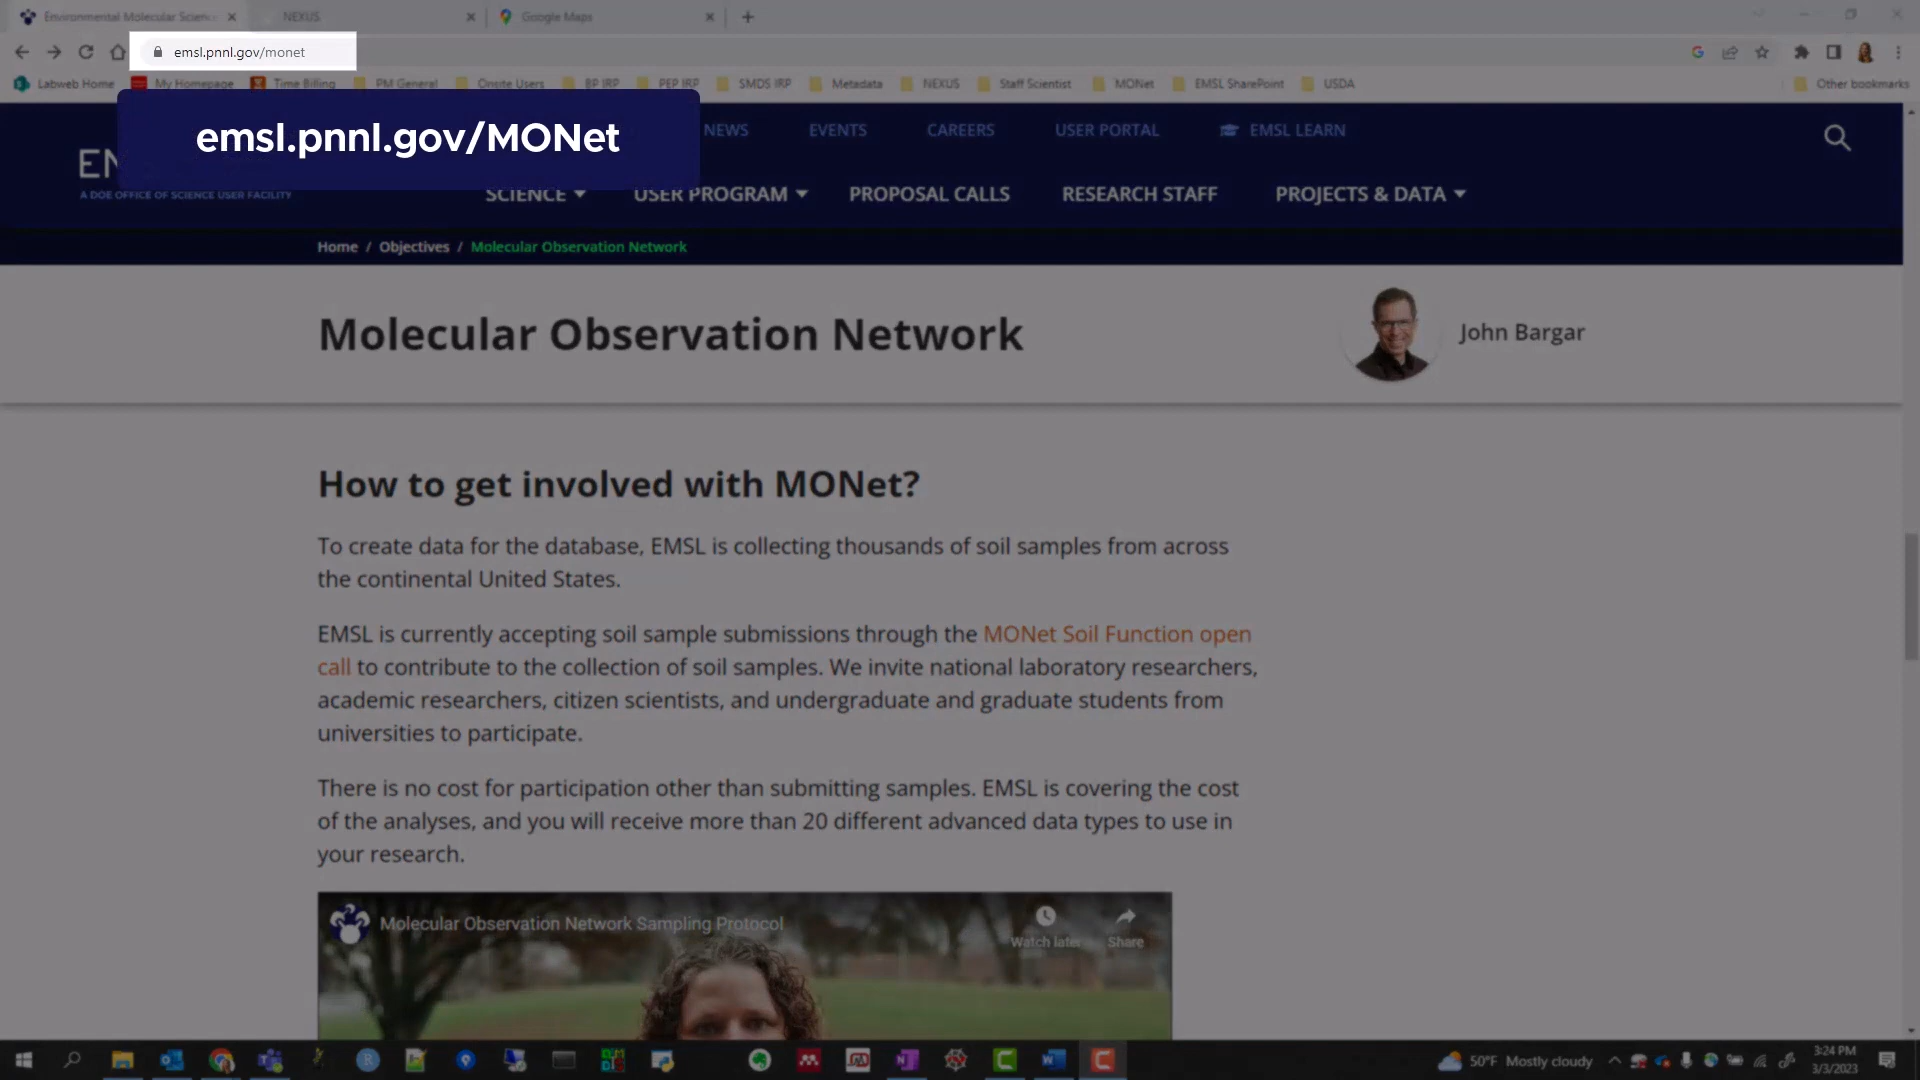 Environmental Molecular Science
NEXUS
Google Maps
emsl.pnnl.gov/monet
Labweb Home
My Homepage
Time Billing
PM General
Onsite Users
BP IRP
PEP IRP
SMDS IRP
Metadata
NEXUS
Staff Scientist
MONet
EMSL SharePoint
USDA
Other bookmarks
emsl.pnnl.gov/MONet
NEWS
EVENTS
CAREERS
USER PORTAL
EMSL LEARN
A DOE OFFICE OF SCIENCE USER FACILITY
SCIENCE
USER PROGRAM
PROPOSAL CALLS
RESEARCH STAFF
PROJECTS & DATA
Home / Objectives / Molecular Observation Network
Molecular Observation Network
John Bargar
How to get involved with MONet?
To create data for the database, EMSL is collecting thousands of soil samples from across
the continental United States.
EMSL is currently accepting soil sample submissions through the MONet Soil Function open
call to contribute to the collection of soil samples. We invite national laboratory researchers,
academic researchers, citizen scientists, and undergraduate and graduate students from
universities to participate.
There is no cost for participation other than submitting samples. EMSL is covering the cost
of the analyses, and you will receive more than 20 different advanced data types to use in
your research.
Molecular Observation Network Sampling Protocol
Watch later
Share
50°F Mostly cloudy
3:24 PM
3/3/2023